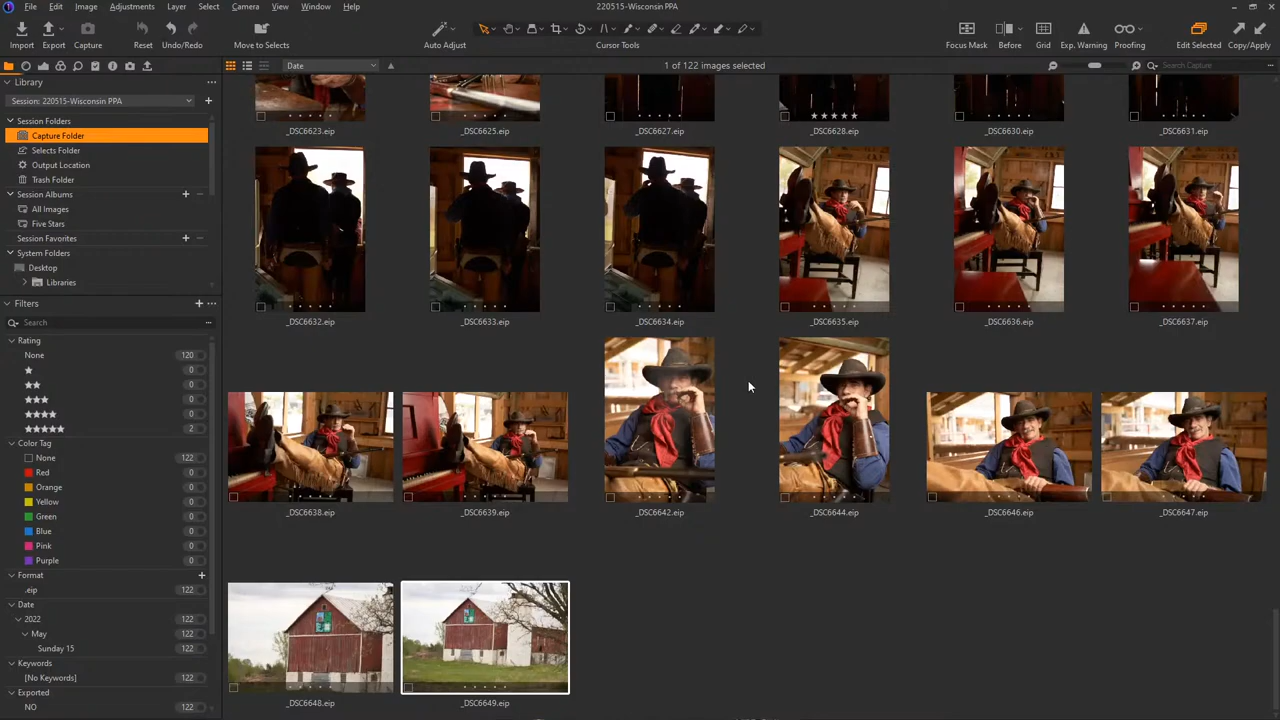 File Edit Image Adjustments Layer Select Camera View Window Help
220515-Wisconsin PPA
Import Export Capture Reset Undo/Redo Move to Selects Auto Adjust Cursor Tools Focus Mask Before Grid Exp. Warning Proofing Edit Selected Copy/Apply
Library
Date
1 of 122 images selected
Search Capture
Session: 220515-Wisconsin PPA
Session Folders
Capture Folder
Selects Folder
Output Location
Trash Folder
Session Albums
All Images
Five Stars
Session Favorites
System Folders
Desktop
Libraries
Filters
Search
Rating
None 120
0
0
0
0
2
Color Tag
None 122
Red 0
Orange 0
Yellow 0
Green 0
Blue 0
Pink 0
Purple 0
Format
.eip 122
Date
2022 122
May 122
Sunday 15 122
Keywords
[No Keywords] 122
Exported
NO 122
_DSC6623.eip _DSC6625.eip _DSC6627.eip _DSC6628.eip _DSC6630.eip _DSC6631.eip
_DSC6632.eip _DSC6633.eip _DSC6634.eip _DSC6635.eip _DSC6636.eip _DSC6637.eip
_DSC6638.eip _DSC6639.eip _DSC6642.eip _DSC6644.eip _DSC6646.eip _DSC6647.eip
_DSC6648.eip _DSC6649.eip